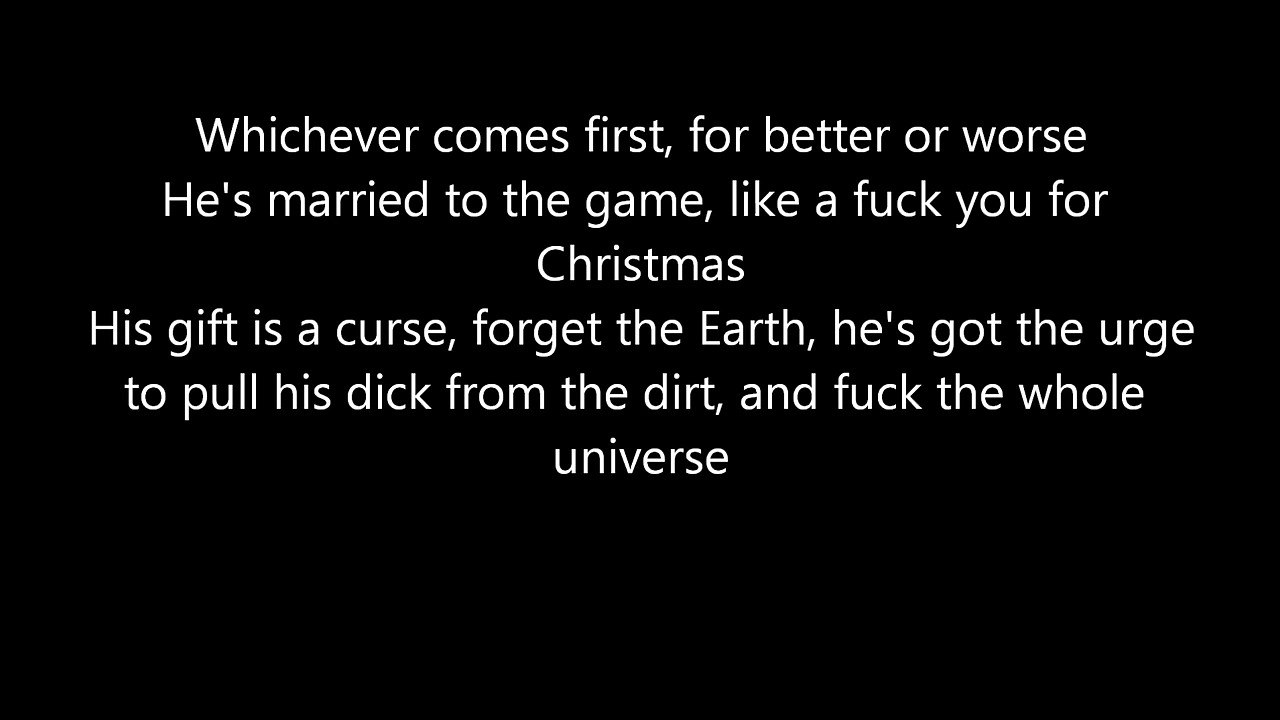 Whichever comes first, for better or worse
He's married to the game, like a fuck you for
Christmas
His gift is a curse, forget the Earth, he's got the urge
to pull his dick from the dirt, and fuck the whole
universe